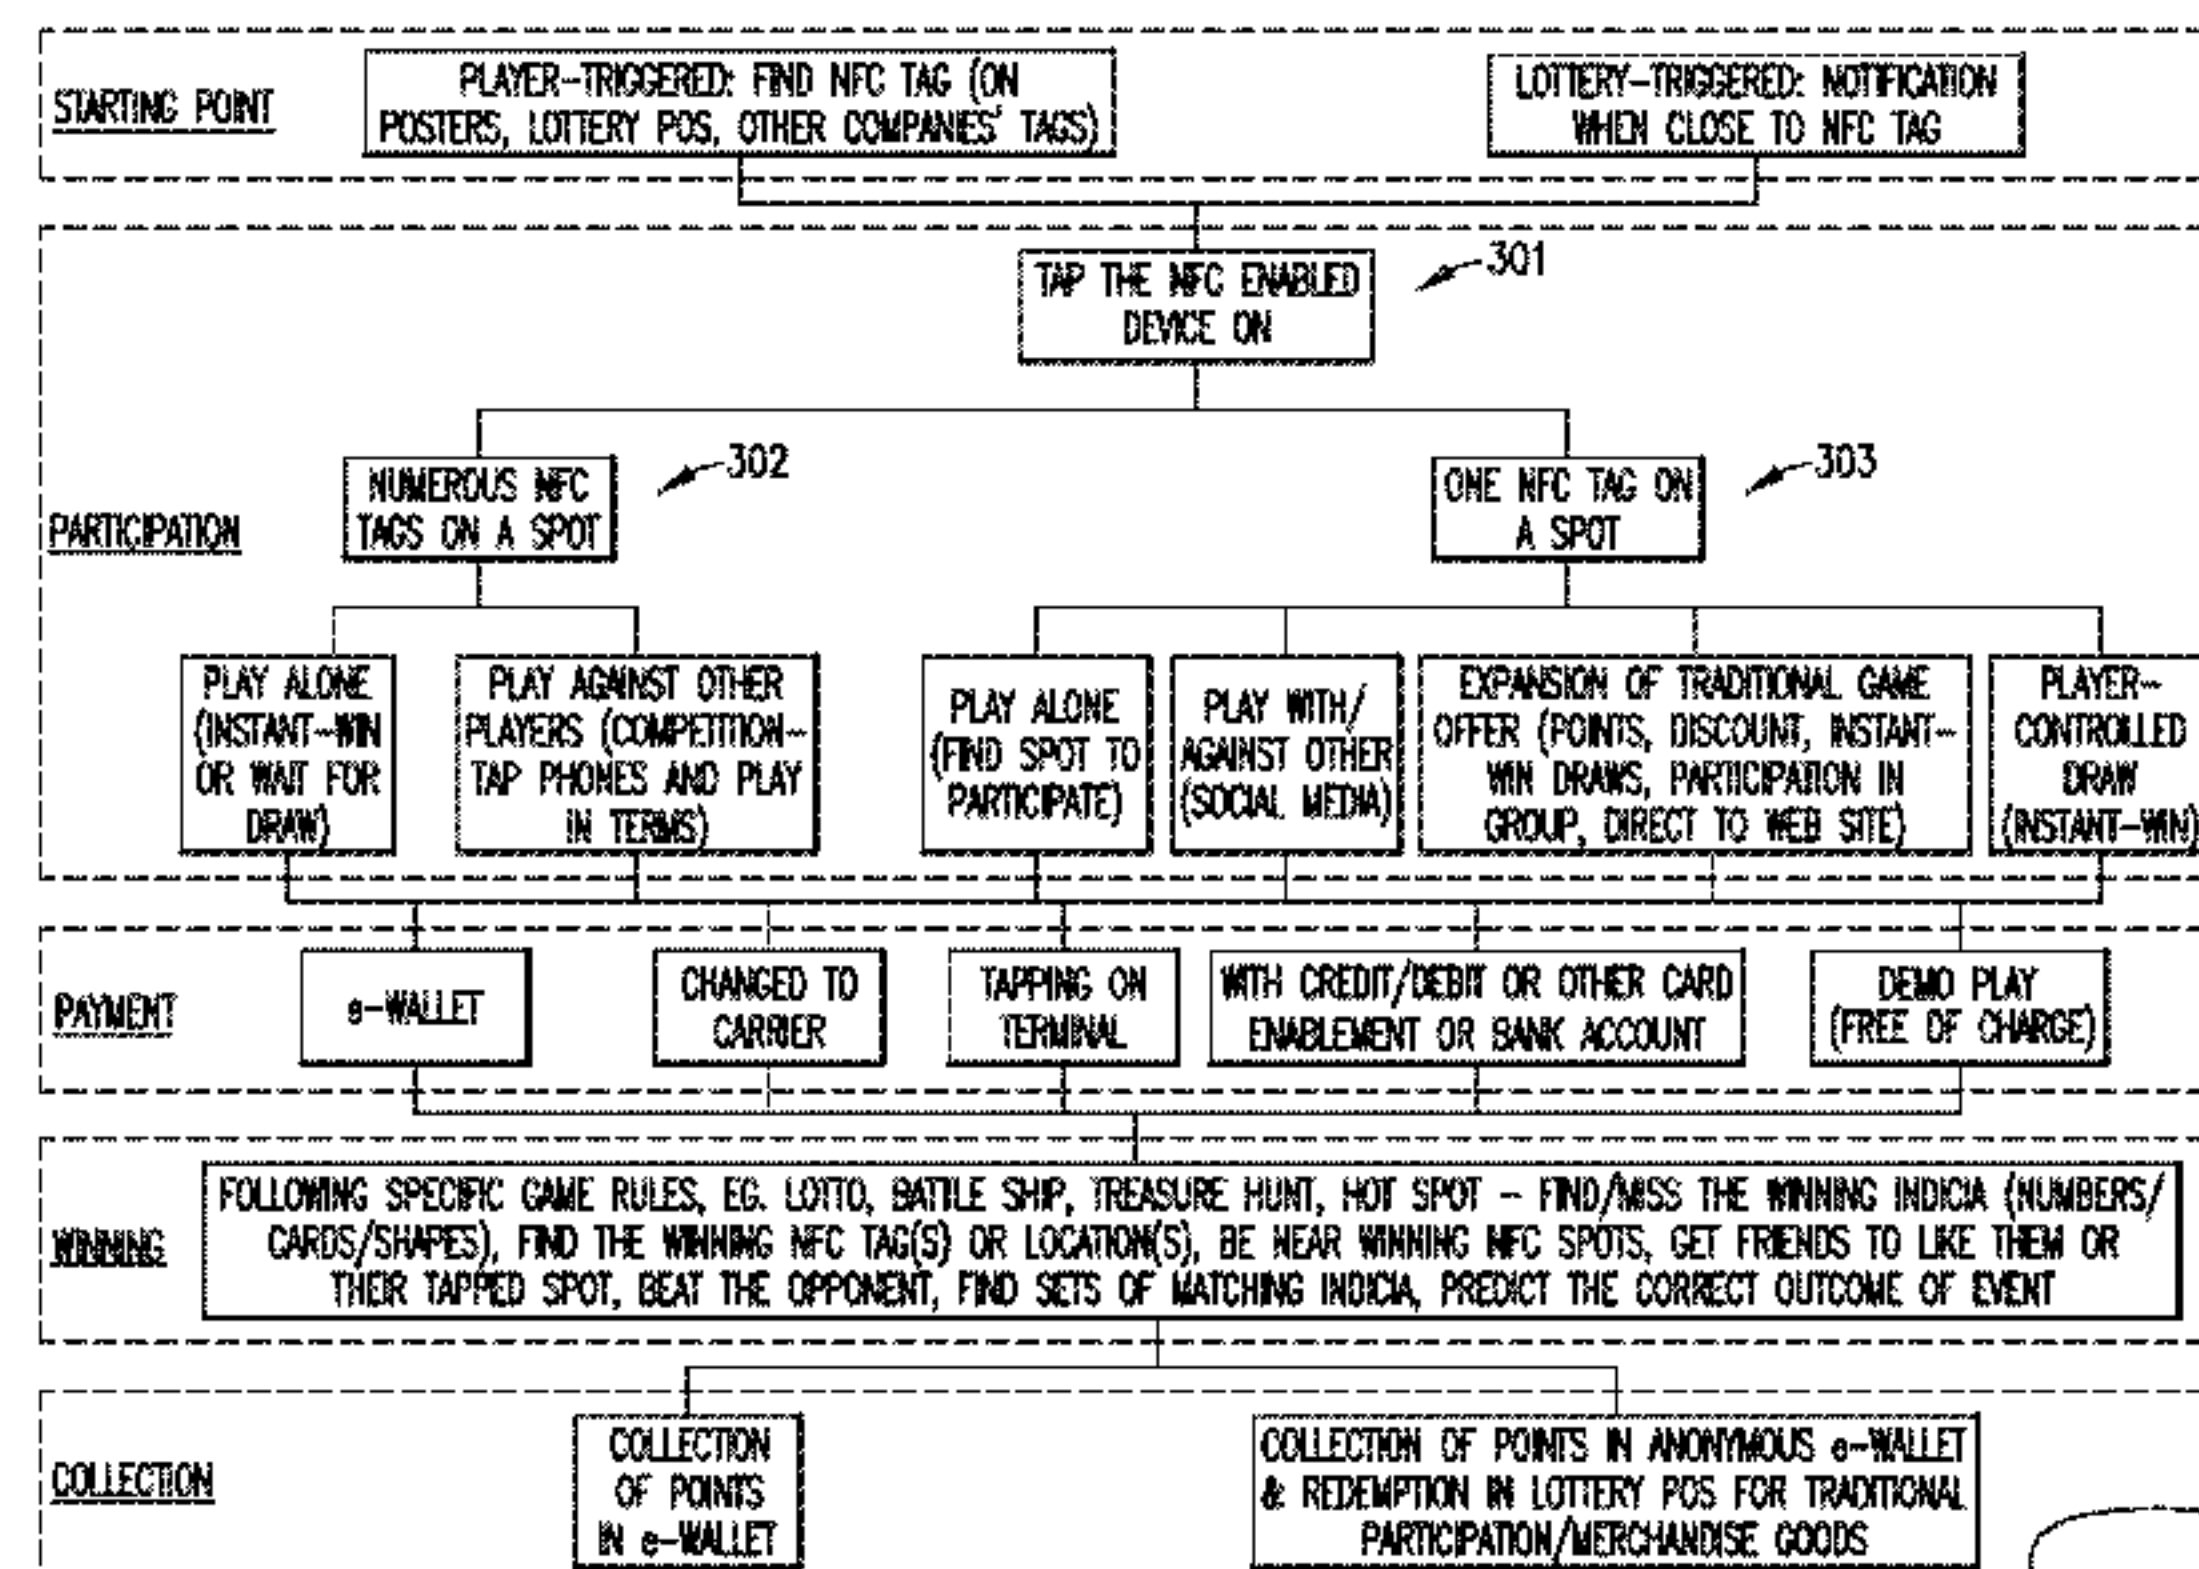 STARTING POINT
PLAYER-TRIGGERED: FIND NFC TAG (ON
POSTERS, LOTTERY POS, OTHER COMPANIES' TAGS)
LOTTERY-TRIGGERED: NOTIFICATION
WHEN CLOSE TO NFC TAG
TAP THE NFC ENABLED
DEVICE ON
301
PARTICIPATION
NUMEROUS NFC
TAGS ON A SPOT
302
ONE NFC TAG ON
A SPOT
303
PLAY ALONE
(INSTANT-WIN
OR WAIT FOR
DRAW)
PLAY AGAINST OTHER
PLAYERS (COMPETITION-
TAP PHONES AND PLAY
IN TERMS)
PLAY ALONE
(FIND SPOT TO
PARTICIPATE)
PLAY WITH/
AGAINST OTHER
(SOCIAL MEDIA)
EXPANSION OF TRADITIONAL GAME
OFFER (POINTS, DISCOUNT, INSTANT-
WIN DRAWS, PARTICIPATION IN
GROUP, DIRECT TO WEB SITE)
PLAYER-
CONTROLLED
DRAW
(INSTANT-WIN)
PAYMENT
e-WALLET
CHANGED TO
CARRIER
TAPPING ON
TERMINAL
WITH CREDIT/DEBIT OR OTHER CARD
ENABLEMENT OR BANK ACCOUNT
DEMO PLAY
(FREE OF CHARGE)
WINNING
FOLLOWING SPECIFIC GAME RULES, EG. LOTTO, BATTLE SHIP, TREASURE HUNT, HOT SPOT - FIND/MISS THE WINNING INDICIA (NUMBERS/
CARDS/SHAPES), FIND THE WINNING NFC TAG(S) OR LOCATION(S), BE NEAR WINNING NFC SPOTS, GET FRIENDS TO LIKE THEM OR
THEIR TAPPED SPOT, BEAT THE OPPONENT, FIND SETS OF MATCHING INDICIA, PREDICT THE CORRECT OUTCOME OF EVENT
COLLECTION
COLLECTION
OF POINTS
IN e-WALLET
COLLECTION OF POINTS IN ANONYMOUS e-WALLET
& REDEMPTION IN LOTTERY POS FOR TRADITIONAL
PARTICIPATION/MERCHANDISE GOODS